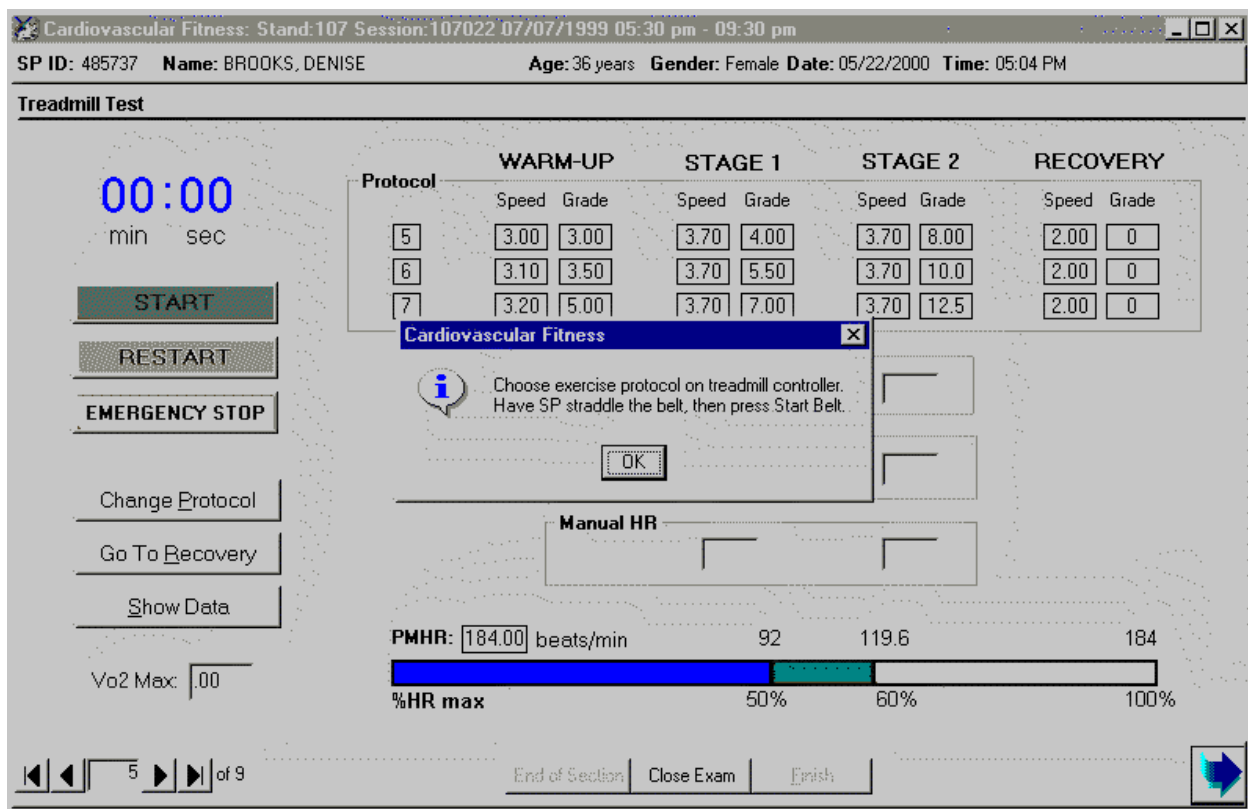 Cardiovascular Fitness: Stand:107 Session:107022 07/07/1999 05:30 pm - 09:30 pm
SP ID: 485737 Name: BROOKS, DENISE Age: 36 years Gender: Female Date: 05/22/2000 Time: 05:04 PM
Treadmill Test
WARM-UP STAGE 1 STAGE 2 RECOVERY
Protocol
Speed Grade Speed Grade Speed Grade Speed Grade
00:00
min sec
5 3.00 3.00 3.70 4.00 3.70 8.00 2.00 0
6 3.10 3.50 3.70 5.50 3.70 10.0 2.00 0
7 3.20 5.00 3.70 7.00 3.70 12.5 2.00 0
START
RESTART
EMERGENCY STOP
Change Protocol
Go To Recovery
Show Data
Vo2 Max: .00
Cardiovascular Fitness
Choose exercise protocol on treadmill controller.
Have SP straddle the belt, then press Start Belt.
OK
Manual HR
PMHR: 184.00 beats/min 92 119.6 184
%HR max 50% 60% 100%
5 of 9
End of Section Close Exam Finish